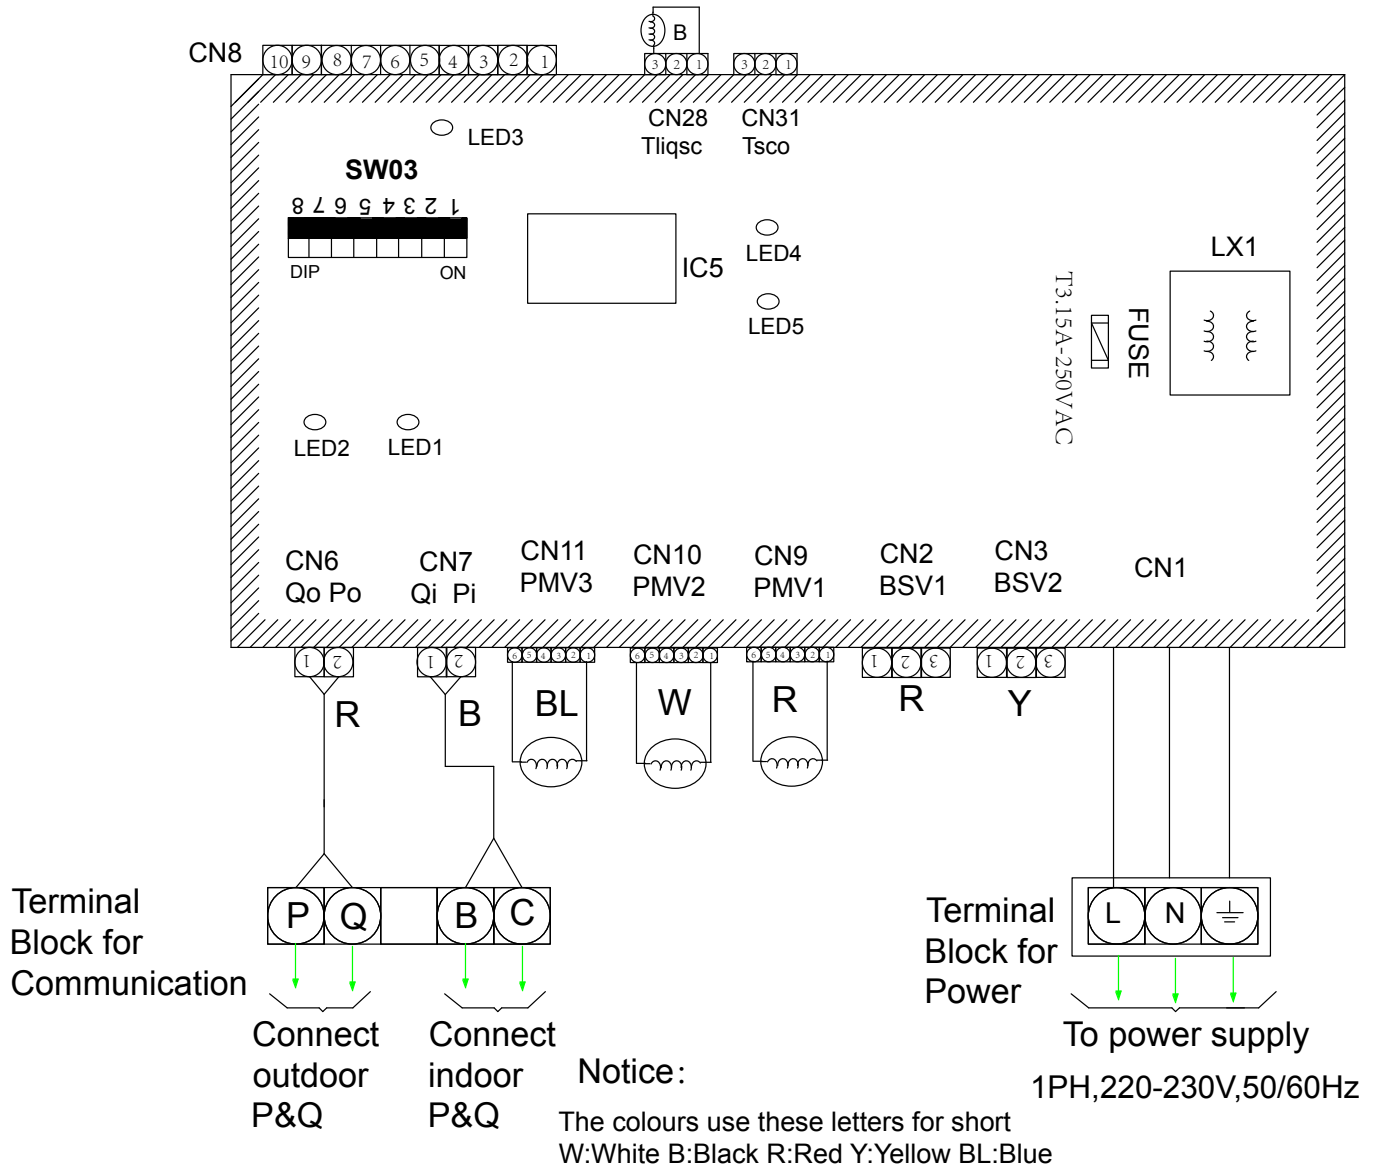 B
CN8 10 9 8 7 6 5 4 3 2 1
3 2 1
3 2 1
CN28
Tliqsc
CN31
Tsco
LED3
SW03
8 7 6 5 4 3 2 1
DIP ON
IC5
LED4
LED5
LX1
FUSE
T3.15A-250VAC
LED2
LED1
CN6
Qo Po
CN7
Qi Pi
CN11
PMV3
CN10
PMV2
CN9
PMV1
CN2
BSV1
CN3
BSV2
CN1
1 2
1 2
6 5 4 3 2 1
6 5 4 3 2 1
6 5 4 3 2 1
1 2 3
1 2 3
R
B
BL
W
R
R
Y
Terminal
Block for
Communication
P Q B C
Terminal
Block for
Power
L N
Connect
outdoor
P&Q
Connect
indoor
P&Q
To power supply
1PH,220-230V,50/60Hz
Notice:
The colours use these letters for short
W:White B:Black R:Red Y:Yellow BL:Blue